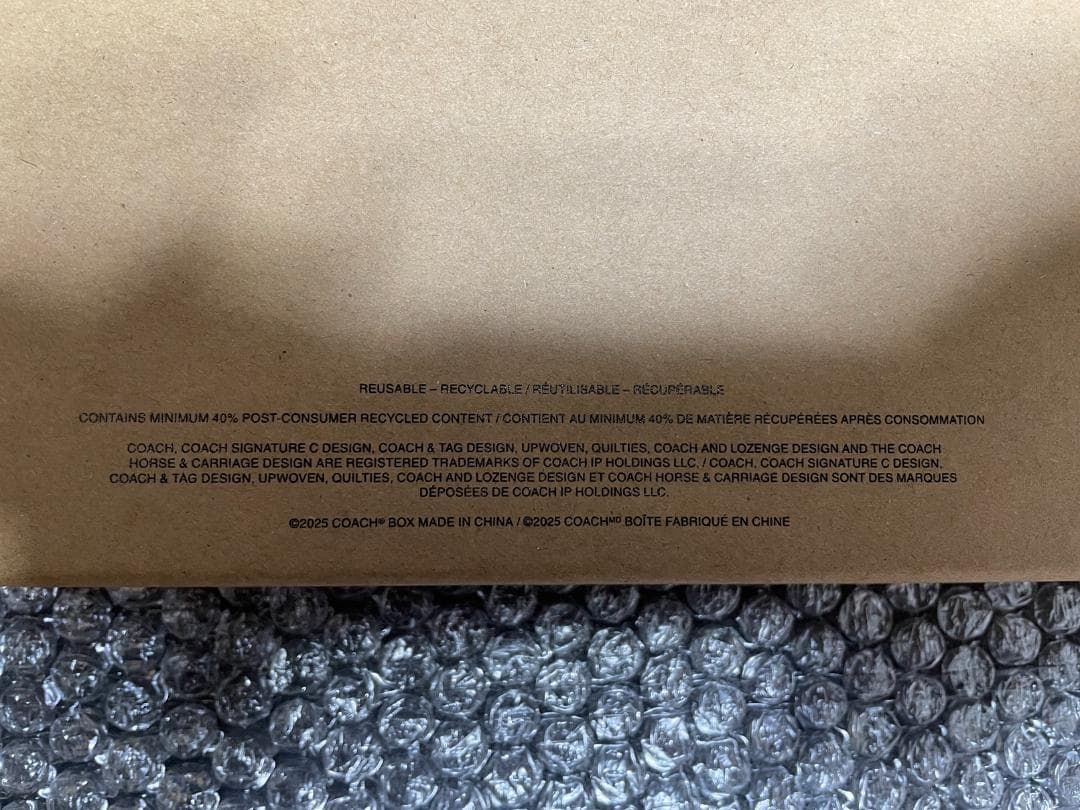 REUSABLE – RECYCLABLE / RÉUTILISABLE – RÉCUPÉRABLE
CONTAINS MINIMUM 40% POST-CONSUMER RECYCLED CONTENT / CONTIENT AU MINIMUM 40% DE MATIÈRE RÉCUPÉRÉES APRÈS CONSOMMATION
COACH, COACH SIGNATURE C DESIGN, COACH & TAG DESIGN, UPWOVEN, QUILTIES, COACH AND LOZENGE DESIGN AND THE COACH
HORSE & CARRIAGE DESIGN ARE REGISTERED TRADEMARKS OF COACH IP HOLDINGS LLC. / COACH, COACH SIGNATURE C DESIGN,
COACH & TAG DESIGN, UPWOVEN, QUILTIES, COACH AND LOZENGE DESIGN ET COACH HORSE & CARRIAGE DESIGN SONT DES MARQUES
DÉPOSÉES DE COACH IP HOLDINGS LLC.
©2025 COACH® BOX MADE IN CHINA / ©2025 COACHᴹᴰ BOÎTE FABRIQUÉ EN CHINE